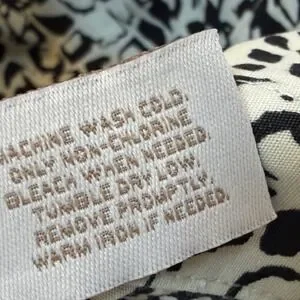 MACHINE WASH COLD.
ONLY NON-CHLORINE
BLEACH WHEN NEEDED.
TUMBLE DRY LOW.
REMOVE PROMPTLY.
WARM IRON IF NEEDED.